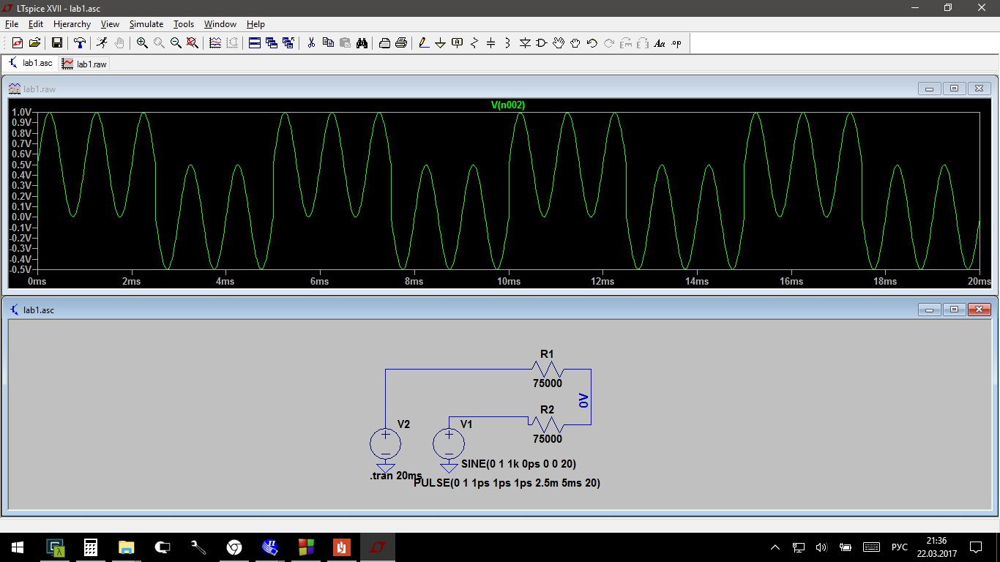 LTspice XVII - lab1.asc
File Edit Hierarchy View Simulate Tools Window Help
Aa .op
lab1.asc lab1.raw
lab1.raw
V(n002)
1.0V
0.9V
0.8V
0.7V
0.6V
0.5V
0.4V
0.3V
0.2V
0.1V
0.0V
-0.1V
-0.2V
-0.3V
-0.4V
-0.5V
0ms 2ms 4ms 6ms 8ms 10ms 12ms 14ms 16ms 18ms 20ms
lab1.asc
R1
75000
0V
R2
75000
V2 V1
SINE(0 1 1k 0ps 0 0 20)
.tran 20ms
PULSE(0 1 1ps 1ps 1ps 2.5m 5ms 20)
РУС
21:36
22.03.2017